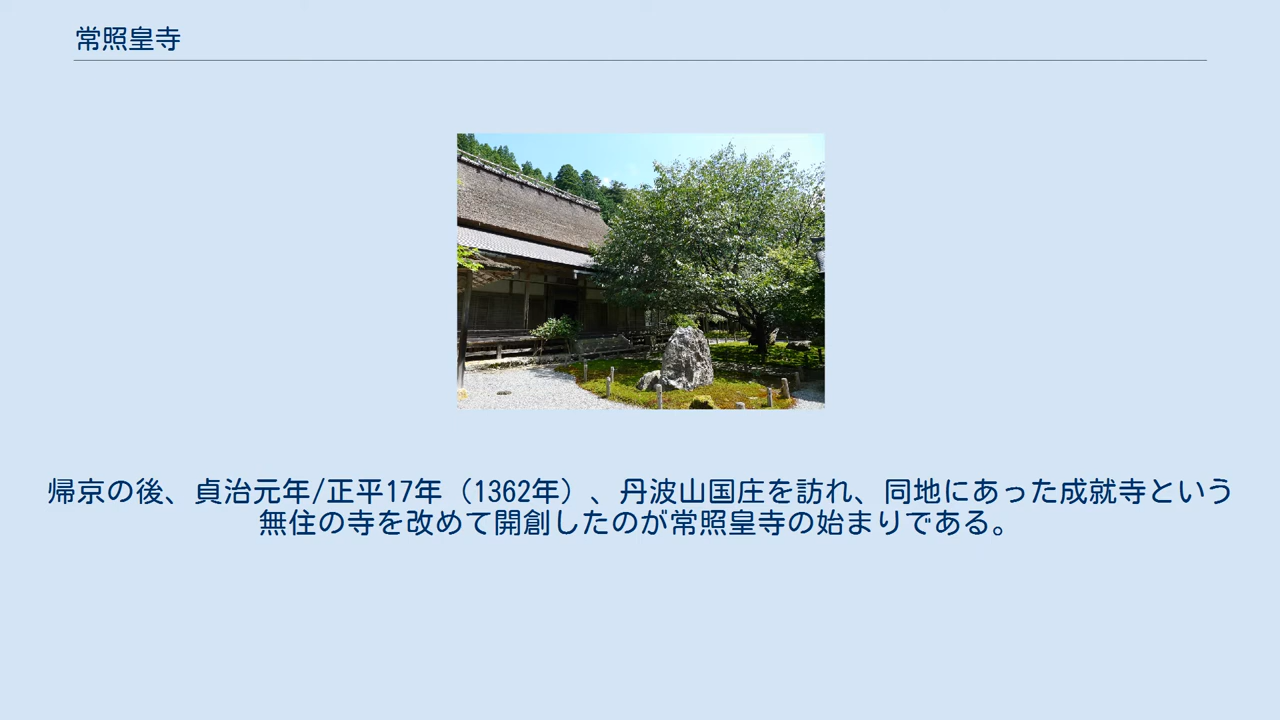 常照皇寺
帰京の後、貞治元年/正平17年（1362年）、丹波山国庄を訪れ、同地にあった成就寺という
無住の寺を改めて開創したのが常照皇寺の始まりである。